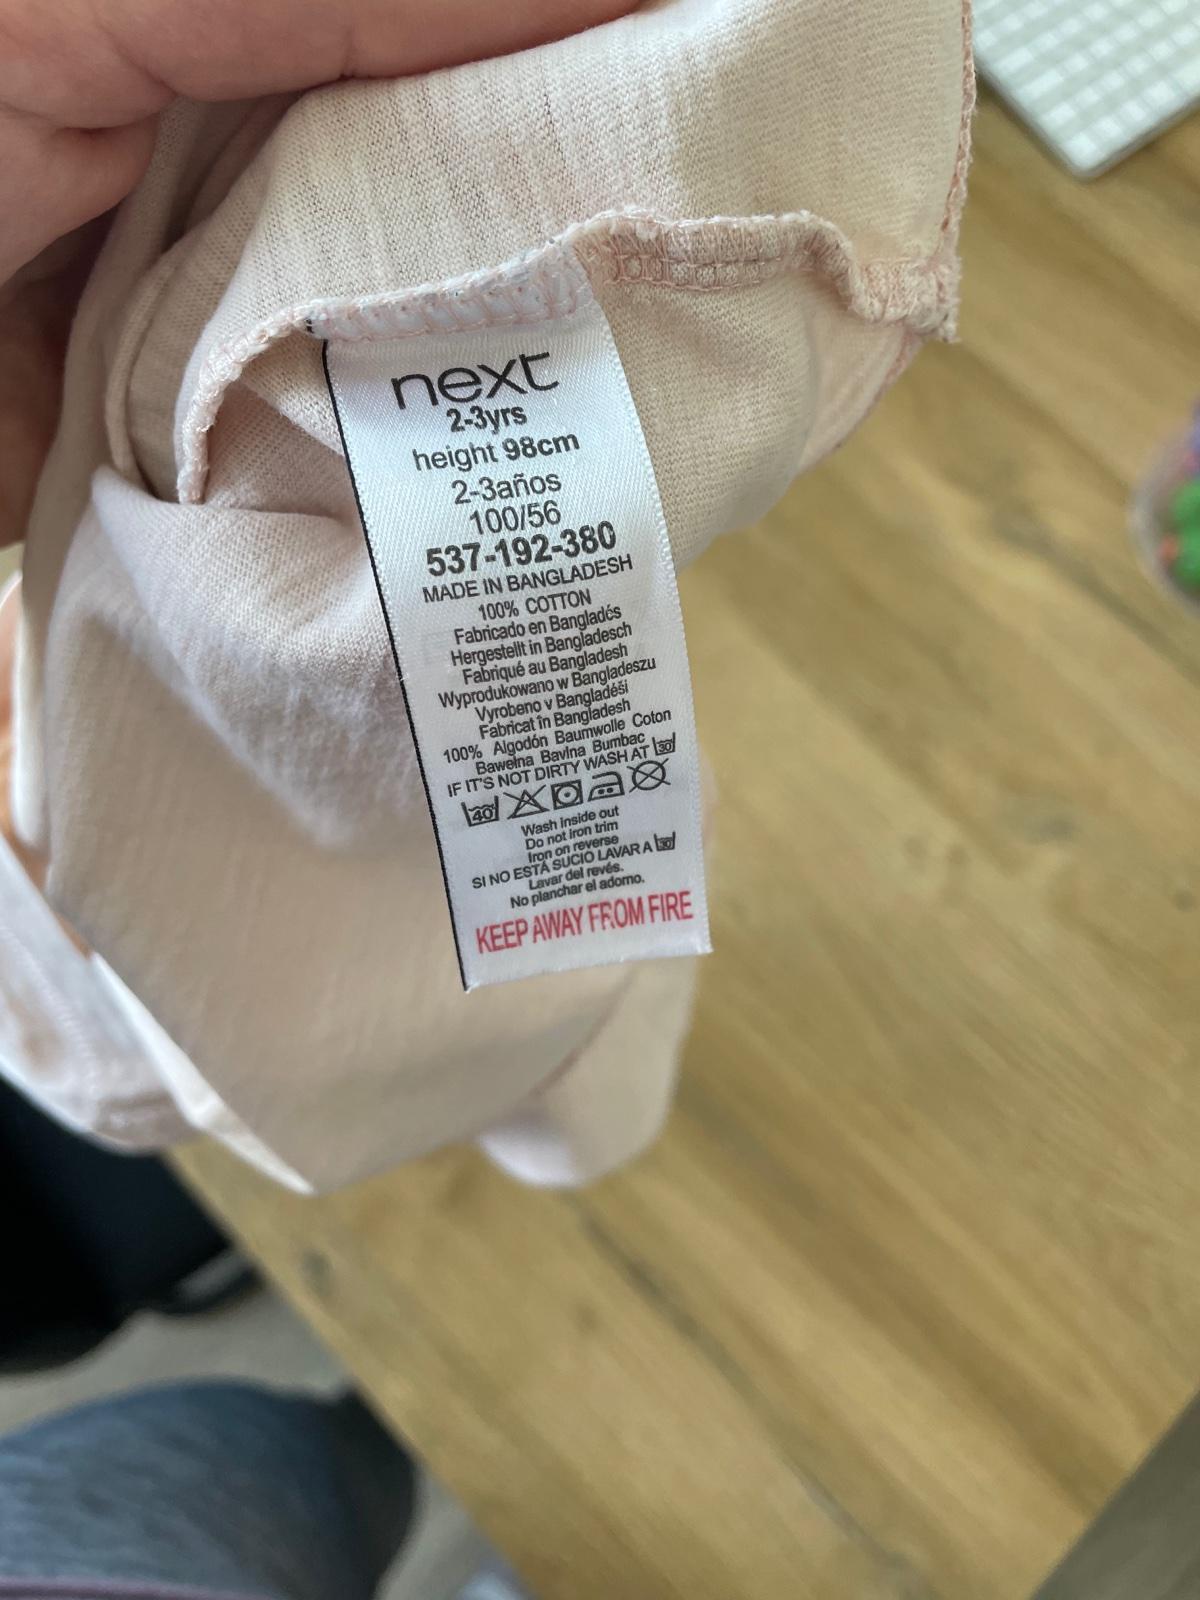 next
2-3yrs
height 98cm
2-3años
100/56
537-192-380
MADE IN BANGLADESH
100% COTTON
Fabricado en Bangladés
Hergestellt in Bangladesch
Fabriqué au Bangladesh
Wyprodukowano w Bangladeszu
Vyrobeno v Bangladéši
Fabricat în Bangladesh
100% Algodón Baumwolle Coton
Bawełna Bavlna Bumbac
IF IT'S NOT DIRTY WASH AT 30
40
Wash inside out
Do not iron trim
Iron on reverse
SI NO ESTÁ SUCIO LAVAR A 30
Lavar del revés.
No planchar el adorno.
KEEP AWAY FROM FIRE